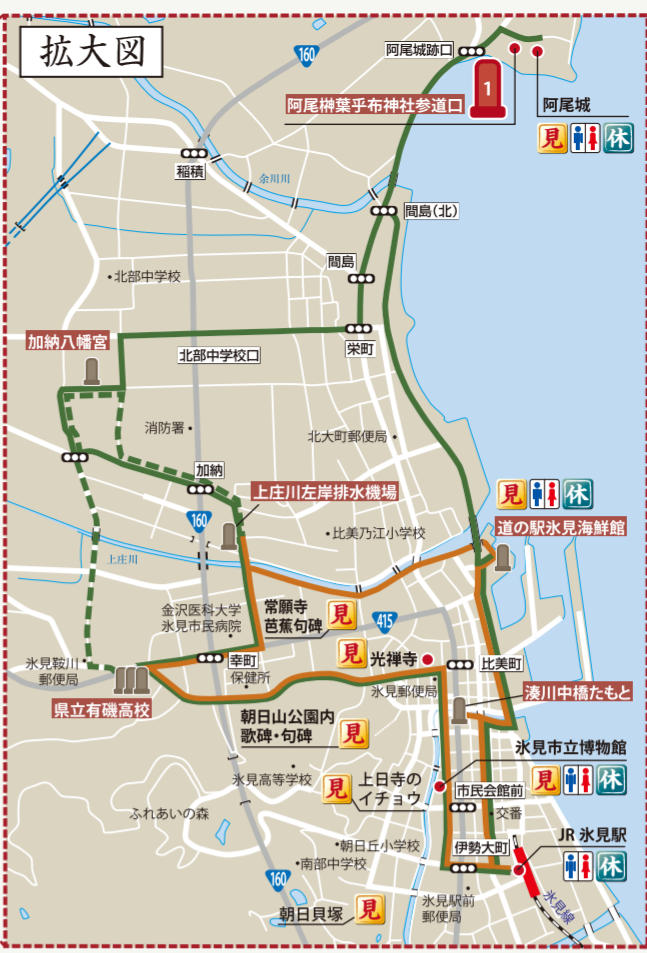 拡大図
160
阿尾城跡口
1
阿尾榊葉乎布神社参道口
阿尾城
見
休
稲積
余川川
間島(北)
間島
・北部中学校
栄町
北部中学校口
加納八幡宮
消防署・
北大町郵便局・
加納
上庄川左岸排水機場
見
休
道の駅氷見海鮮館
160
・比美乃江小学校
上庄川
金沢医科大学
氷見市民病院
常願寺
芭蕉句碑
見
415
見
光禅寺
幸町
保健所
比美町
氷見鞍川
郵便局
氷見郵便局
県立有磯高校
湊川中橋たもと
朝日山公園内
歌碑・句碑
見
氷見市立博物館
見
休
氷見高等学校
見
上日寺の
イチョウ
市民会館前
・交番
ふれあいの森
・朝日丘小学校
伊勢大町
JR 氷見駅
休
・南部中学校
160
朝日貝塚
見
氷見駅前
郵便局
氷見線